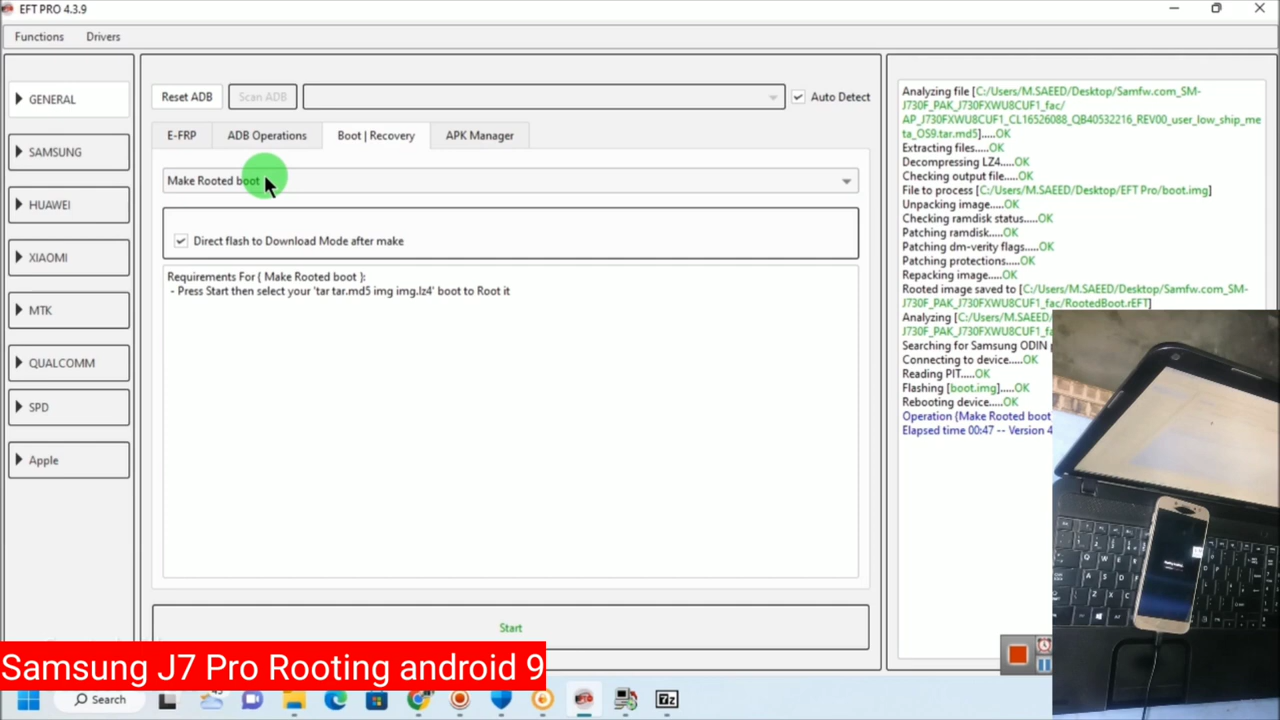 EFT PRO 4.3.9
Functions Drivers
GENERAL
SAMSUNG
HUAWEI
XIAOMI
MTK
QUALCOMM
SPD
Apple
Reset ADB Scan ADB Auto Detect
E-FRP ADB Operations Boot | Recovery APK Manager
Make Rooted boot
Direct flash to Download Mode after make
Requirements For ( Make Rooted boot ):
- Press Start then select your 'tar tar.md5 img img.lz4' boot to Root it
Start
Analyzing file [C:/Users/M.SAEED/Desktop/Samfw.com_SM-
J730F_PAK_J730FXWU8CUF1_fac/
AP_J730FXWU8CUF1_CL16526088_QB40532216_REV00_user_low_ship_me
ta_OS9.tar.md5].....OK
Extracting files.....OK
Decompressing LZ4.....OK
Checking output file.....OK
File to process [C:/Users/M.SAEED/Desktop/EFT Pro/boot.img]
Unpacking image.....OK
Checking ramdisk status.....OK
Patching ramdisk.....OK
Patching dm-verity flags.....OK
Patching protections.....OK
Repacking image.....OK
Rooted image saved to [C:/Users/M.SAEED/Desktop/Samfw.com_SM-
J730F_PAK_J730FXWU8CUF1_fac/RootedBoot.rEFT]
Analyzing [C:/Users/M.SAEED/
J730F_PAK_J730FXWU8CUF1_fa
Searching for Samsung ODIN
Connecting to device.....OK
Reading PIT.....OK
Flashing [boot.img].....OK
Rebooting device.....OK
Operation {Make Rooted boot
Elapsed time 00:47 -- Version 4
Samsung J7 Pro Rooting android 9
Search
7z